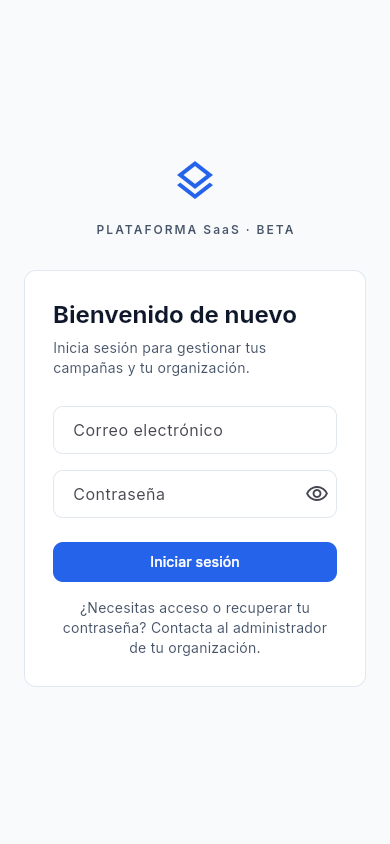 PLATAFORMA SaaS · BETA
Bienvenido de nuevo
Inicia sesión para gestionar tus
campañas y tu organización.
Correo electrónico
Contraseña
Iniciar sesión
¿Necesitas acceso o recuperar tu
contraseña? Contacta al administrador
de tu organización.